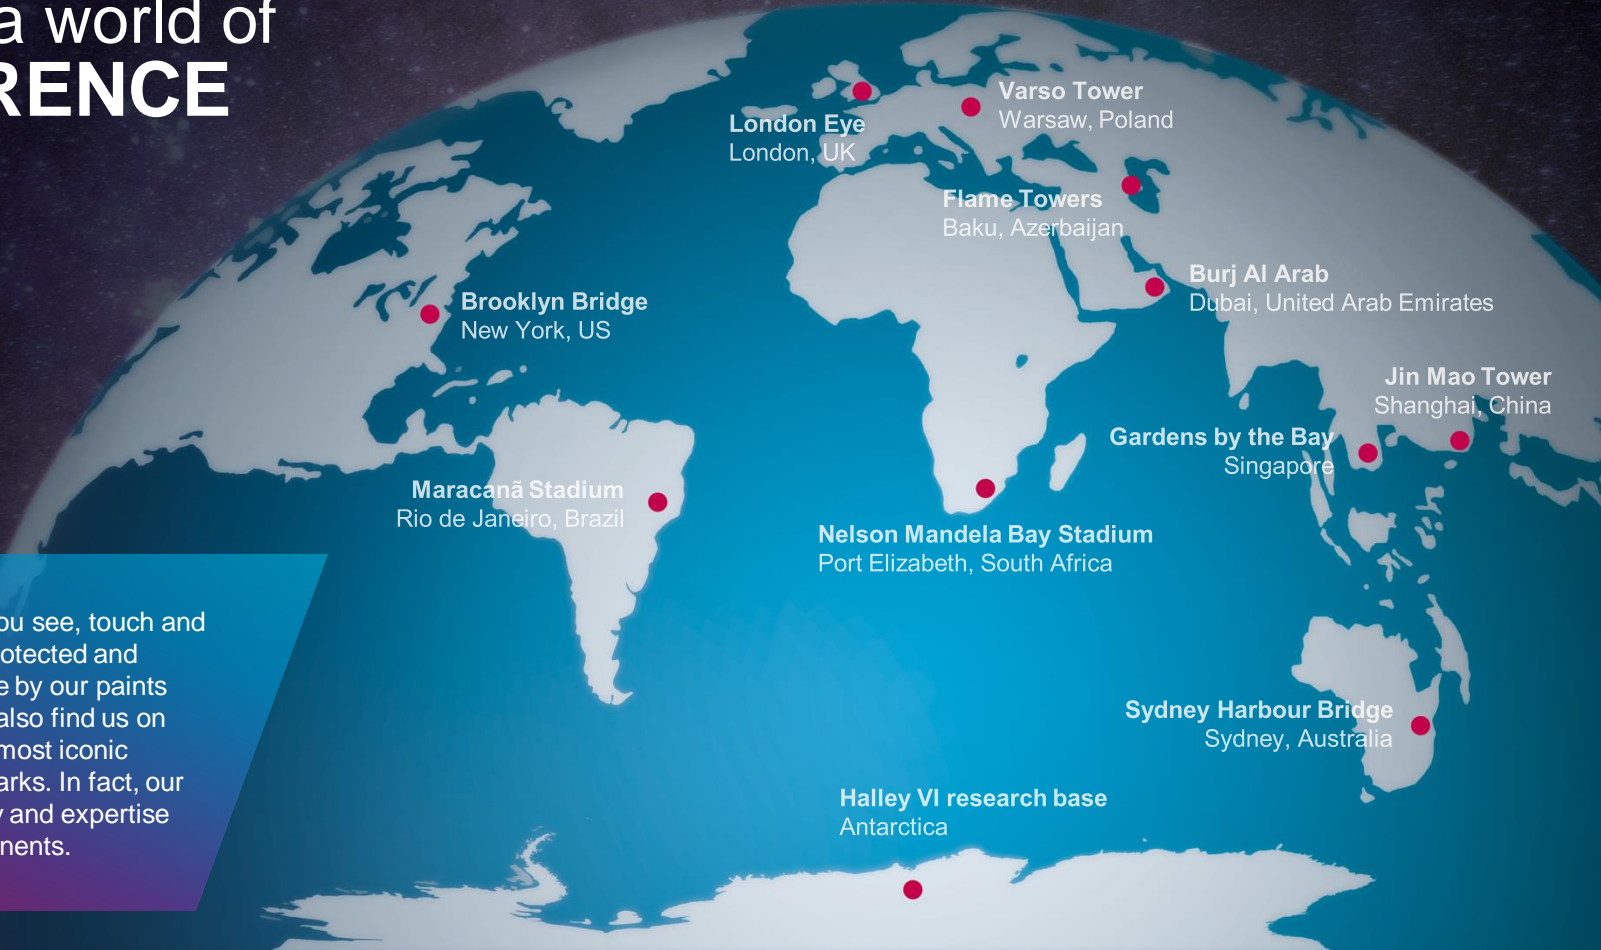 a world of
RENCE
London Eye
London, UK
Varso Tower
Warsaw, Poland
Flame Towers
Baku, Azerbaijan
Burj Al Arab
Dubai, United Arab Emirates
Brooklyn Bridge
New York, US
Jin Mao Tower
Shanghai, China
Gardens by the Bay
Singapore
Maracanã Stadium
Rio de Janeiro, Brazil
Nelson Mandela Bay Stadium
Port Elizabeth, South Africa
ou see, touch and
otected and
e by our paints
also find us on
most iconic
arks. In fact, our
y and expertise
nents.
Sydney Harbour Bridge
Sydney, Australia
Halley VI research base
Antarctica